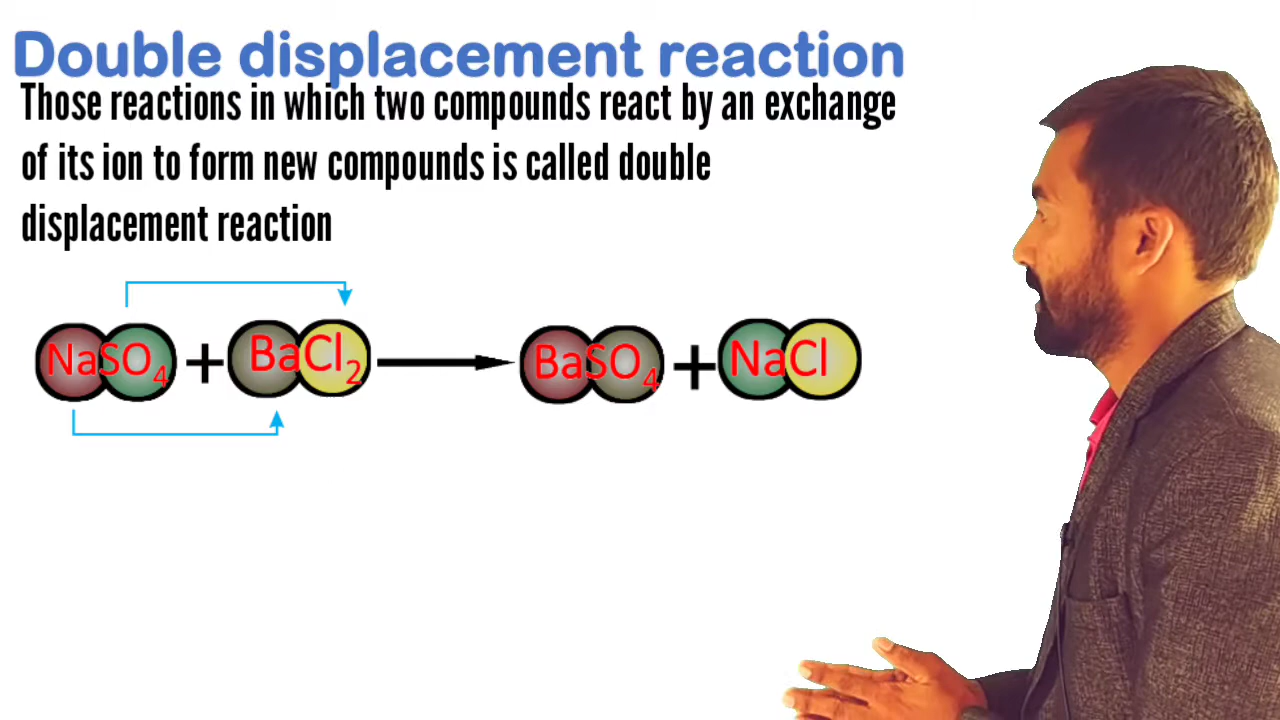 Double displacement reaction
Those reactions in which two compounds react by an exchange
of its ion to form new compounds is called double
displacement reaction
NaSO₄ + BaCl₂ → BaSO₄ + NaCl